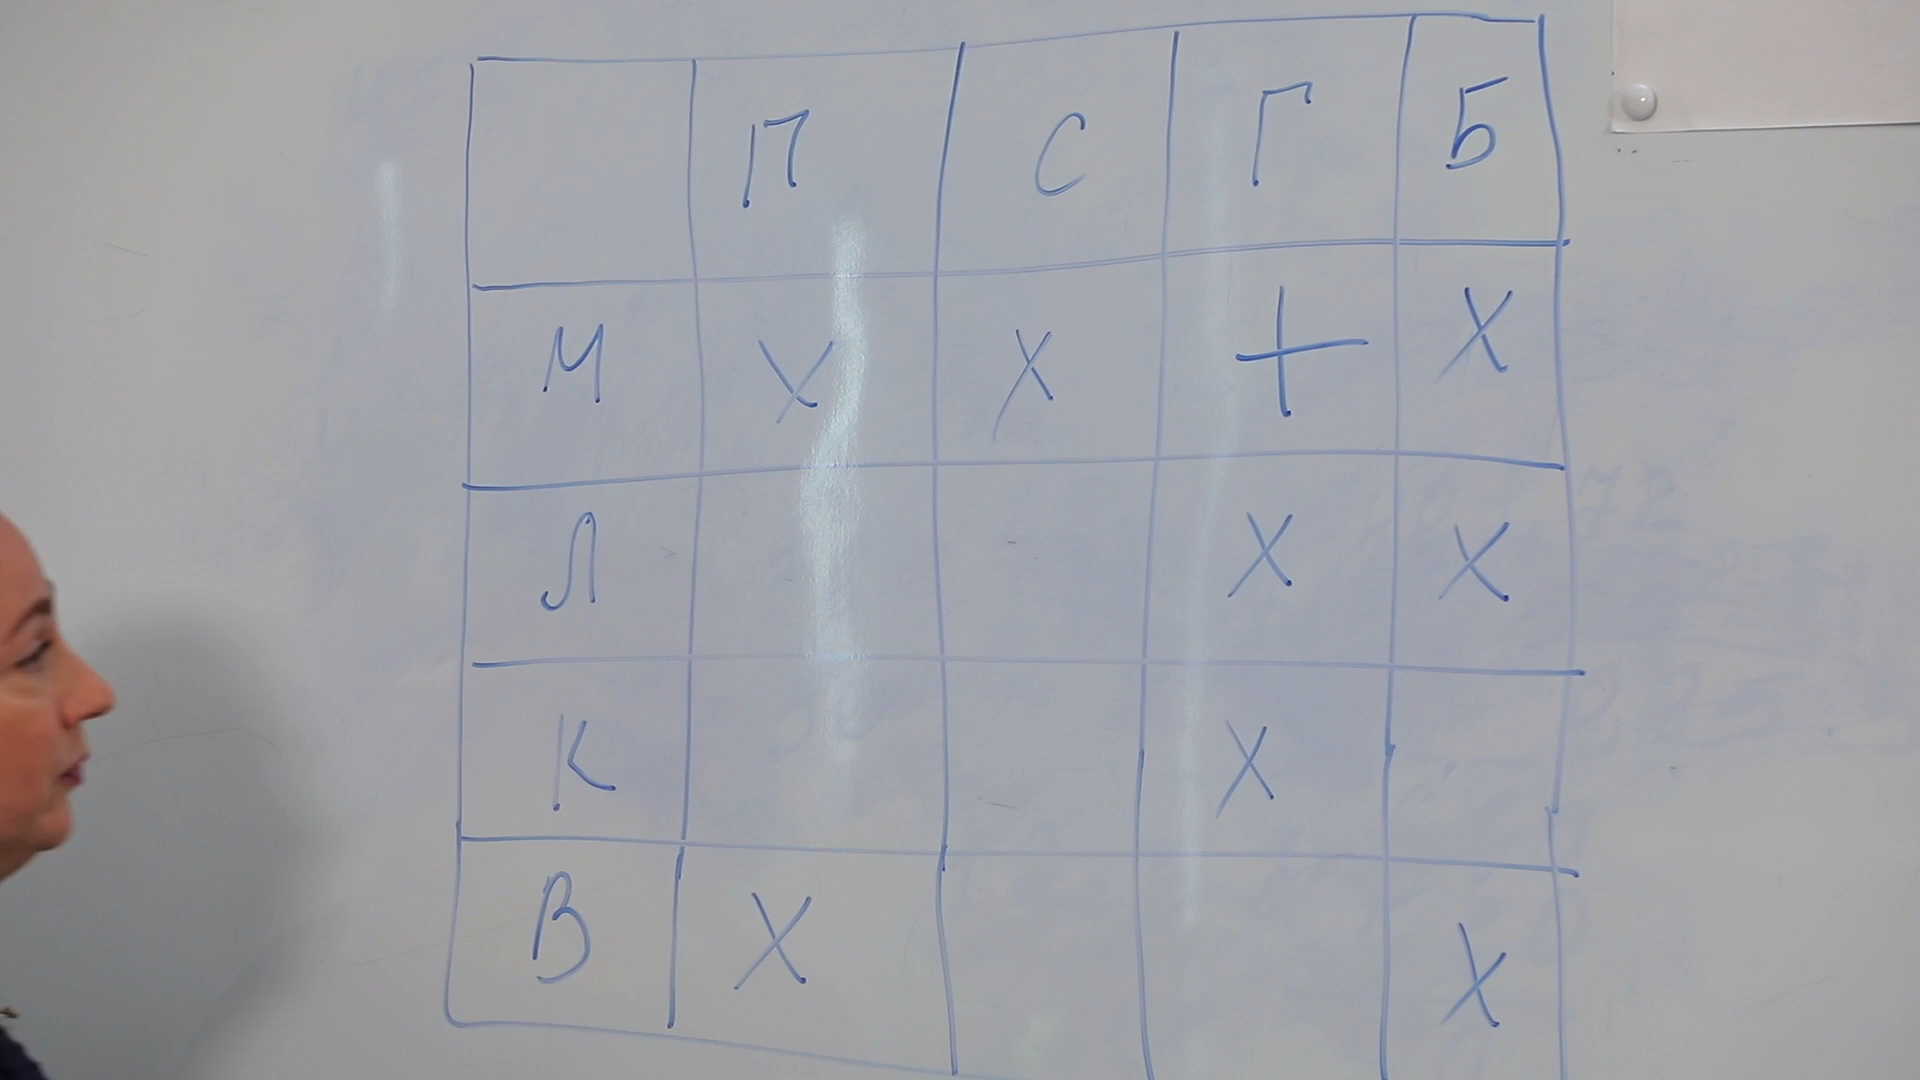 П С Г Б
М X X + X
Л X X
К X
В X X